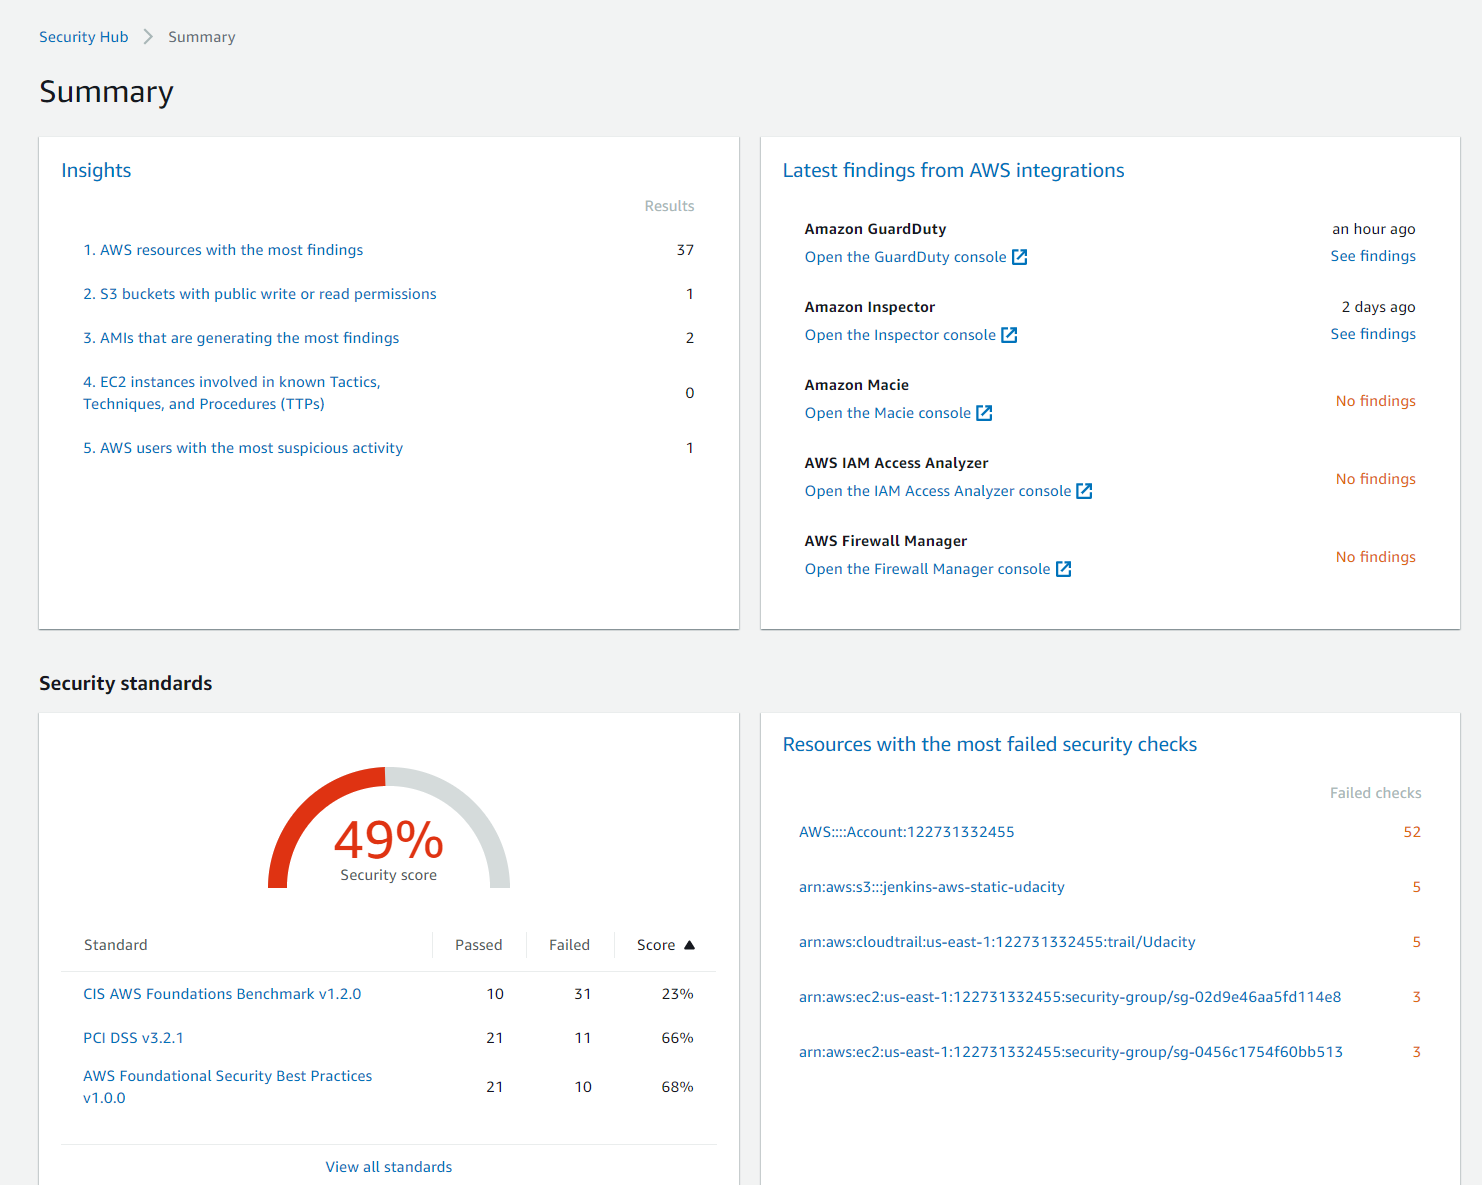 Security Hub > Summary
Summary
Insights
Results
1. AWS resources with the most findings 37
2. S3 buckets with public write or read permissions 1
3. AMIs that are generating the most findings 2
4. EC2 instances involved in known Tactics,
Techniques, and Procedures (TTPs) 0
5. AWS users with the most suspicious activity 1
Latest findings from AWS integrations
Amazon GuardDuty an hour ago
Open the GuardDuty console See findings
Amazon Inspector 2 days ago
Open the Inspector console See findings
Amazon Macie
Open the Macie console No findings
AWS IAM Access Analyzer
Open the IAM Access Analyzer console No findings
AWS Firewall Manager
Open the Firewall Manager console No findings
Security standards
49%
Security score
Standard Passed Failed Score
CIS AWS Foundations Benchmark v1.2.0 10 31 23%
PCI DSS v3.2.1 21 11 66%
AWS Foundational Security Best Practices
v1.0.0 21 10 68%
View all standards
Resources with the most failed security checks
Failed checks
AWS::::Account:122731332455 52
arn:aws:s3:::jenkins-aws-static-udacity 5
arn:aws:cloudtrail:us-east-1:122731332455:trail/Udacity 5
arn:aws:ec2:us-east-1:122731332455:security-group/sg-02d9e46aa5fd114e8 3
arn:aws:ec2:us-east-1:122731332455:security-group/sg-0456c1754f60bb513 3